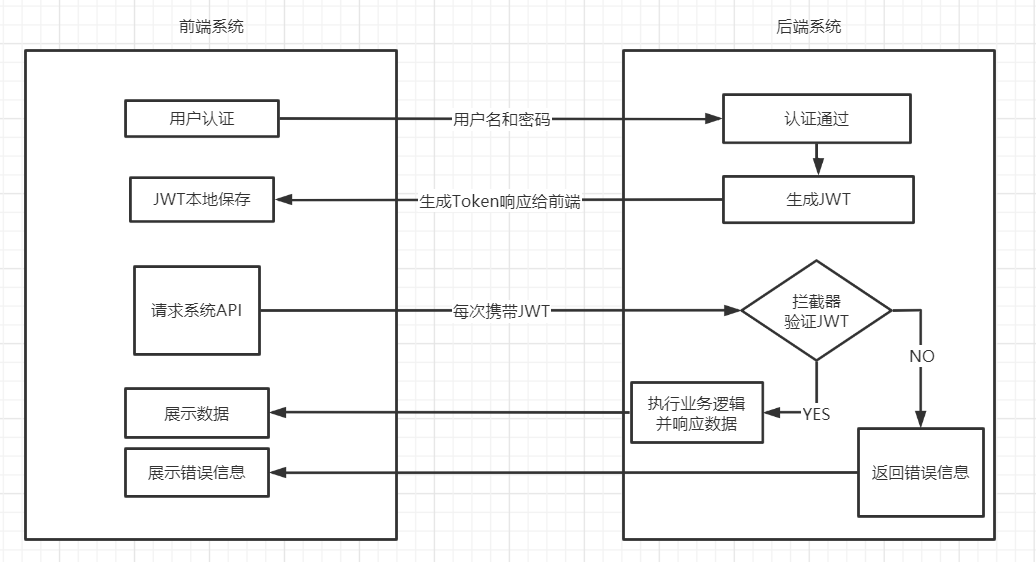 前端系统
后端系统
用户认证
用户名和密码
认证通过
JWT本地保存
生成Token响应给前端
生成JWT
请求系统API
每次携带JWT
拦截器
验证JWT
NO
展示数据
执行业务逻辑
并响应数据
YES
展示错误信息
返回错误信息